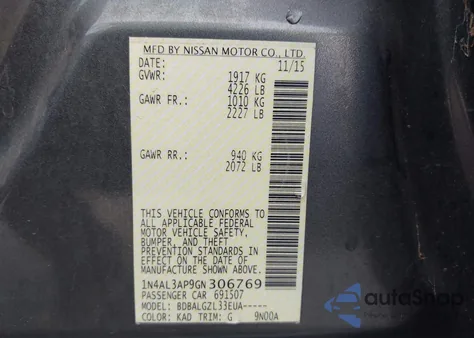 MFD BY NISSAN MOTOR CO., LTD.
DATE: 11/15
GVWR: 1917 KG
4226 LB
GAWR FR.: 1010 KG
2227 LB
GAWR RR.: 940 KG
2072 LB
THIS VEHICLE CONFORMS TO
ALL APPLICABLE FEDERAL
MOTOR VEHICLE SAFETY,
BUMPER, AND THEFT
PREVENTION STANDARDS IN
EFFECT ON THE DATE OF
MANUFACTURE SHOWN ABOVE.
1N4AL3AP9GN306769
PASSENGER CAR 691507
MODEL: BDBALGZL33EUA-----
COLOR: KAD TRIM: G 9N00A
autoSnap